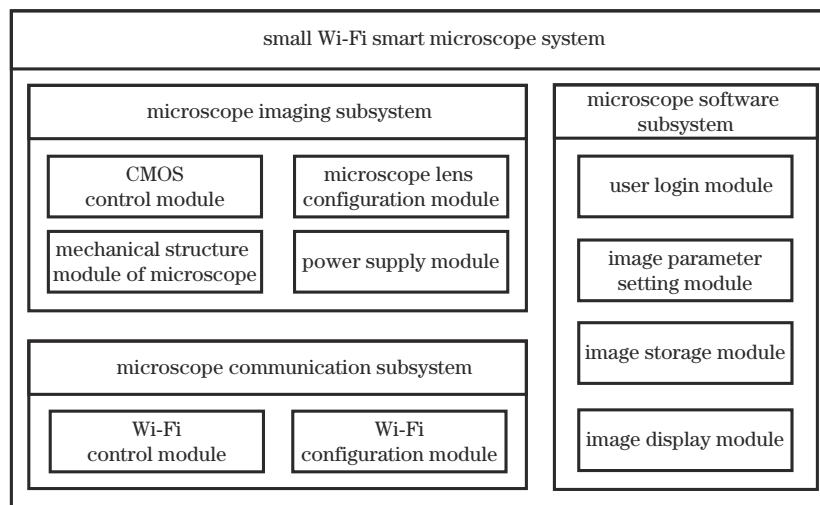 small Wi-Fi smart microscope system
microscope imaging subsystem
CMOS
control module
microscope lens
configuration module
mechanical structure
module of microscope
power supply module
microscope communication subsystem
Wi-Fi
control module
Wi-Fi
configuration module
microscope software
subsystem
user login module
image parameter
setting module
image storage module
image display module